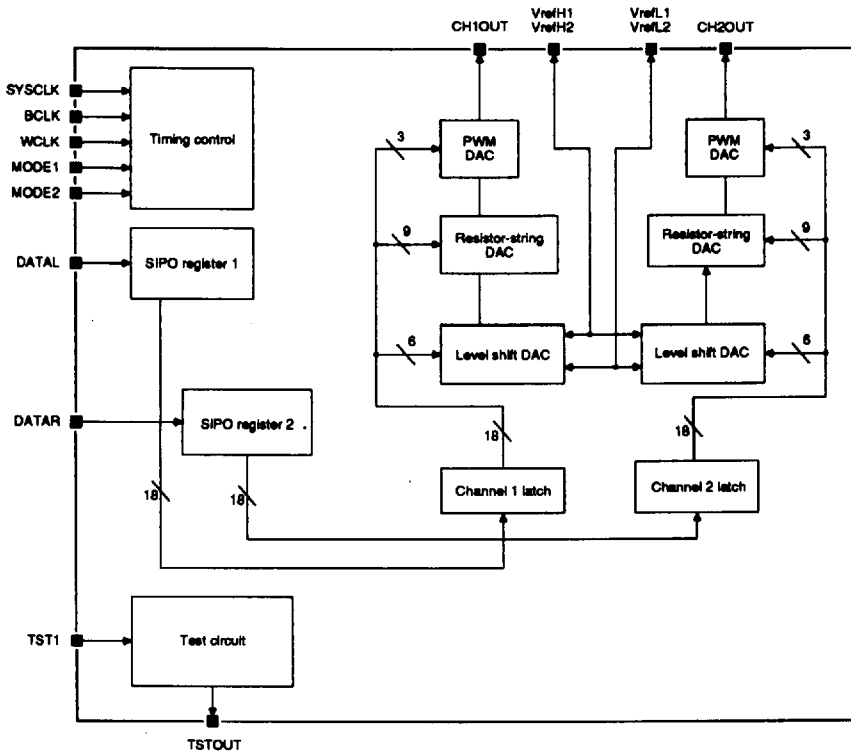 CH1OUT
VrefH1
VrefH2
VrefL1
VrefL2
CH2OUT
SYSCLK
BCLK
WCLK
MODE1
MODE2
Timing control
3
PWM
DAC
PWM
DAC
3
DATAL
SIPO register 1
9
Resistor-string
DAC
Resistor-string
DAC
9
6
Level shift DAC
Level shift DAC
6
DATAR
SIPO register 2
18
18
18
18
Channel 1 latch
Channel 2 latch
TST1
Test circuit
TSTOUT